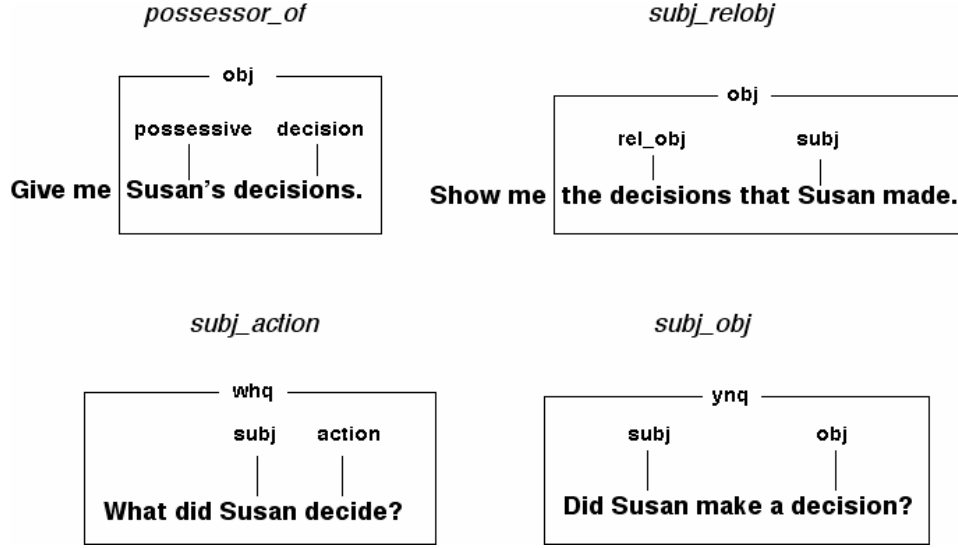 possessor_of
obj
possessive decision
Give me Susan's decisions.
subj_relobj
obj
rel_obj subj
Show me the decisions that Susan made.
subj_action
whq
subj action
What did Susan decide?
subj_obj
ynq
subj obj
Did Susan make a decision?